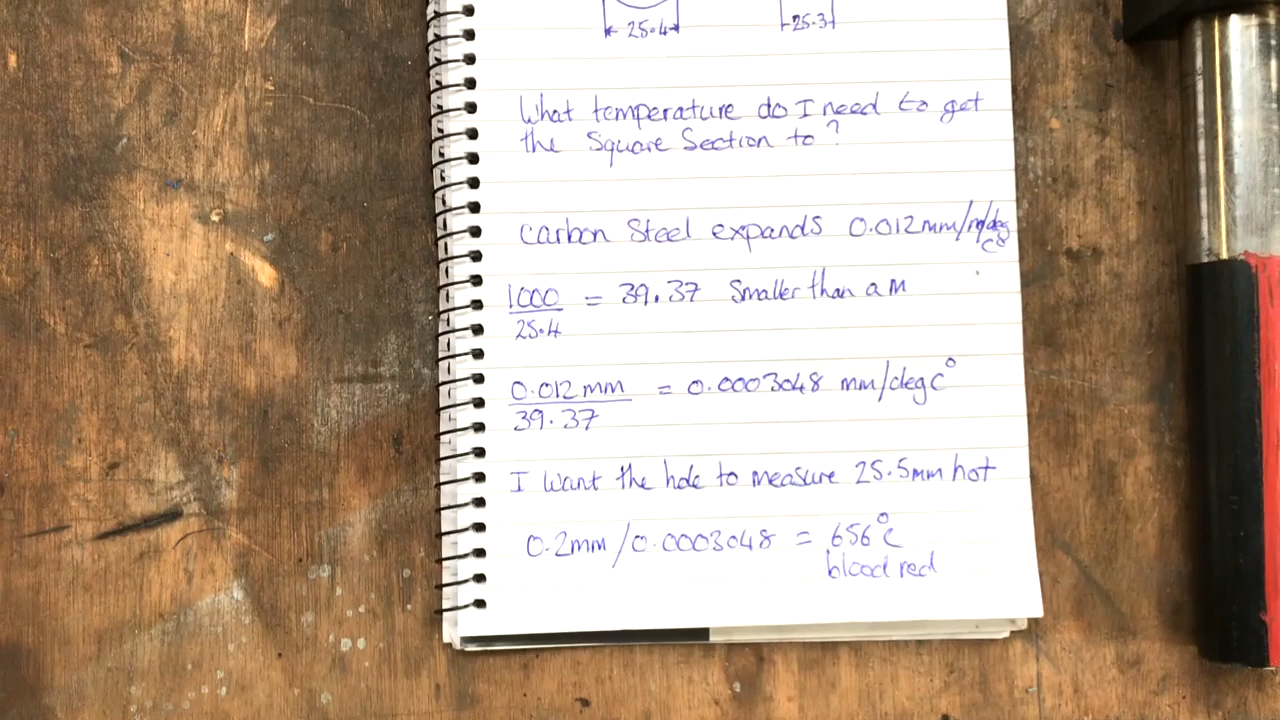 25.4
25.3
What temperature do I need to get
the Square Section to?
Carbon Steel expands 0.012mm/m/deg
C°
1000
25.4
= 39.37 Smaller than a M
0.012 mm
39.37
= 0.0003048 mm/deg C°
I want the hole to measure 25.5mm hot
0.2mm/0.0003048 = 656°C
blood red